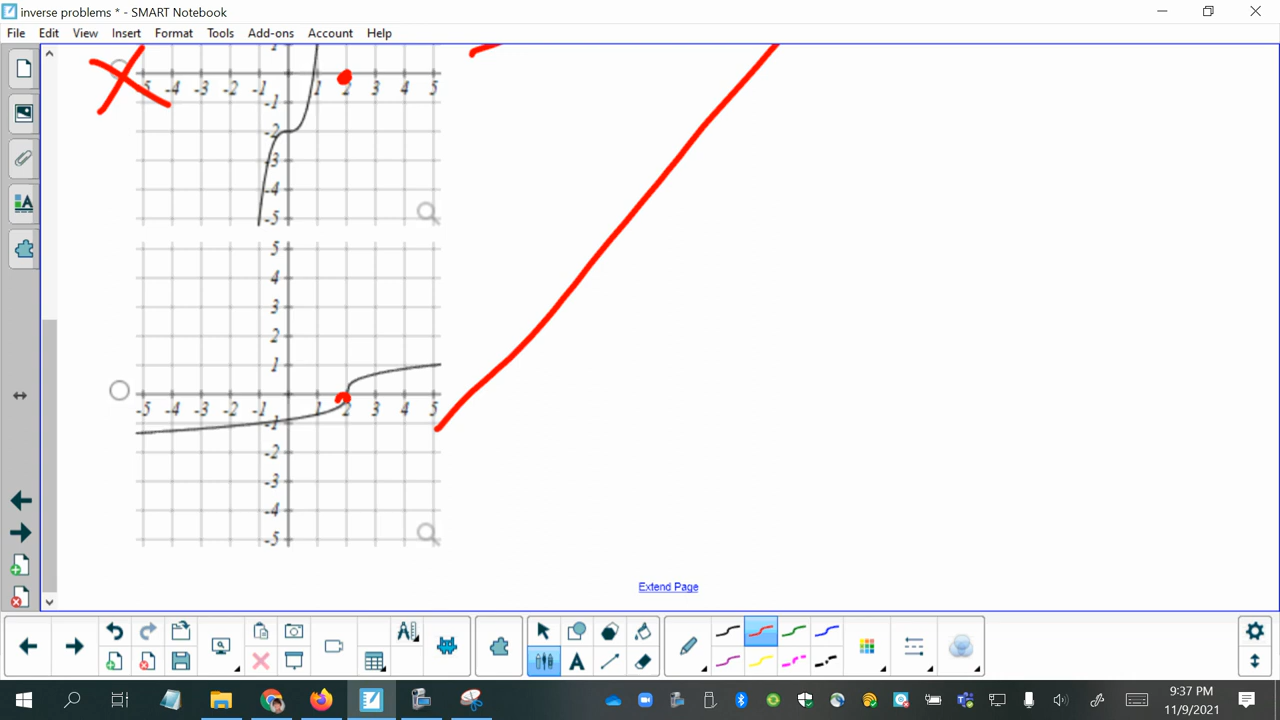 inverse problems * - SMART Notebook
File Edit View Insert Format Tools Add-ons Account Help
-5 -4 -3 -2 -1 1 2 3 4 5
-1
-2
-3
-4
-5
5
4
3
2
1
-5 -4 -3 -2 -1 1 2 3 4 5
-1
-2
-3
-4
-5
Extend Page
A
A
9:37 PM
11/9/2021